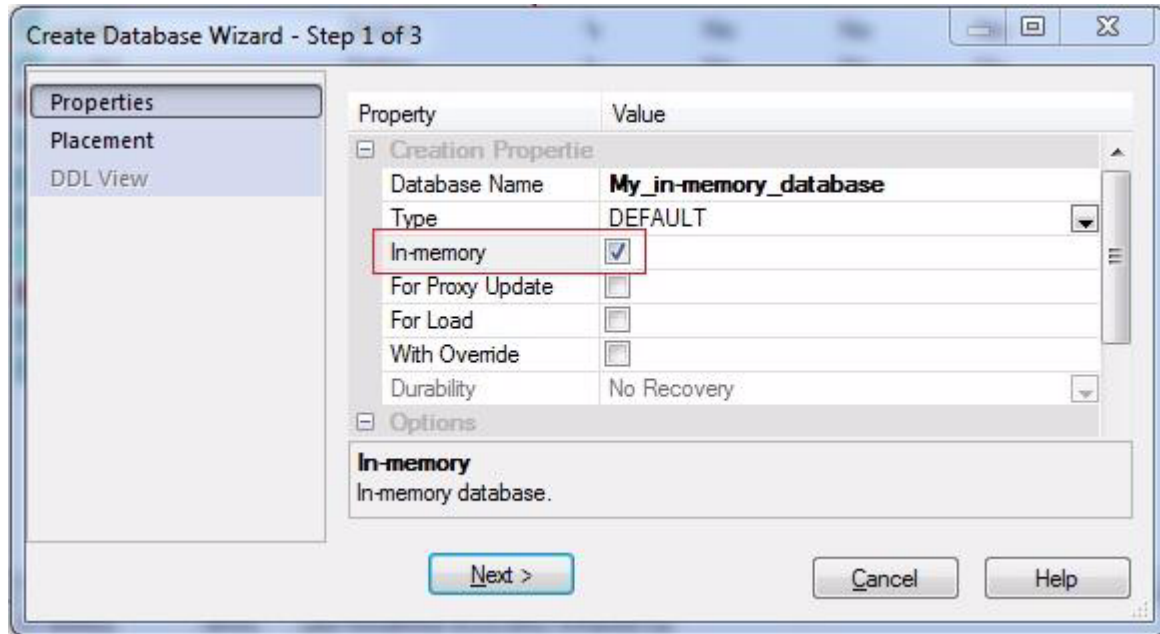 Create Database Wizard - Step 1 of 3
Properties
Placement
DDL View
Property Value
Creation Propertie
Database Name My_in-memory_database
Type DEFAULT
In-memory
For Proxy Update
For Load
With Override
Durability No Recovery
Options
In-memory
In-memory database.
Next >
Cancel
Help